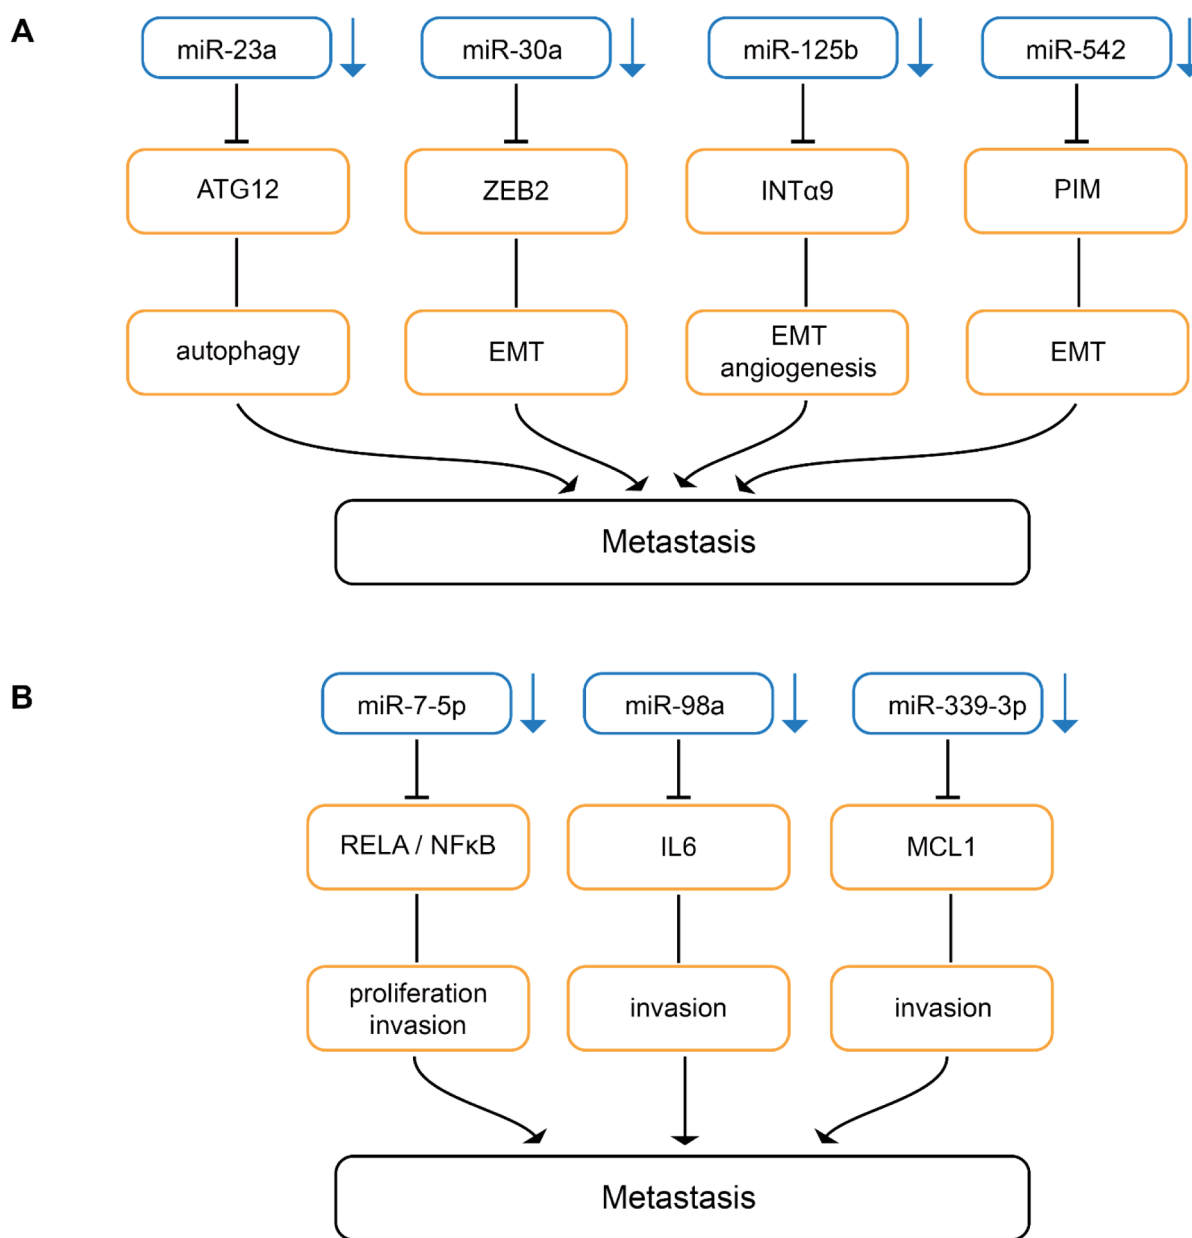 A
miR-23a
miR-30a
miR-125b
miR-542
ATG12
ZEB2
INTα9
PIM
autophagy
EMT
EMT
angiogenesis
EMT
Metastasis
B
miR-7-5p
miR-98a
miR-339-3p
RELA / NFκB
IL6
MCL1
proliferation
invasion
invasion
invasion
Metastasis